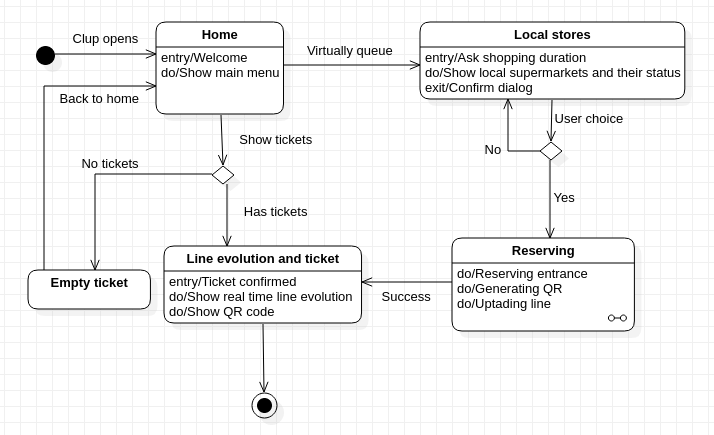 Clup opens
Home
entry/Welcome
do/Show main menu
Virtually queue
Local stores
entry/Ask shopping duration
do/Show local supermarkets and their status
exit/Confirm dialog
Back to home
Show tickets
User choice
No
No tickets
Yes
Has tickets
Empty ticket
Line evolution and ticket
entry/Ticket confirmed
do/Show real time line evolution
do/Show QR code
Success
Reserving
do/Reserving entrance
do/Generating QR
do/Uptading line